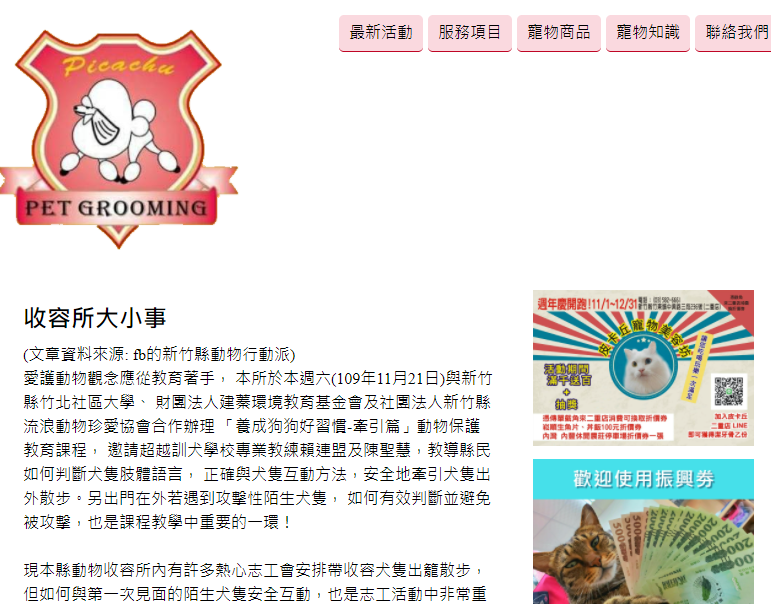 Picachu
PET GROOMING
最新活動
服務項目
寵物商品
寵物知識
聯絡我們
收容所大小事
(文章資料來源: fb的新竹縣動物行動派)
愛護動物觀念應從教育著手， 本所於本週六(109年11月21日)與新竹
縣竹北社區大學、 財團法人建蓁環境教育基金會及社團法人新竹縣
流浪動物珍愛協會合作辦理 「養成狗狗好習慣-牽引篇」動物保護
教育課程， 邀請超越訓犬學校專業教練賴連盟及陳聖慧，教導縣民
如何判斷犬隻肢體語言， 正確與犬隻互動方法，安全地牽引犬隻出
外散步。另出門在外若遇到攻擊性陌生犬隻， 如何有效判斷並避免
被攻擊，也是課程教學中重要的一環！
現本縣動物收容所內有許多熱心志工會安排帶收容犬隻出籠散步，
但如何與第一次見面的陌生犬隻安全互動，也是志工活動中非常重
週年慶開跑!11/1~12/31
皮卡丘寵物美容坊
活動期間
滿千送百
+
抽獎
加入皮卡丘
二重店 LINE
即可獲得潔牙骨乙份
歡迎使用振興券